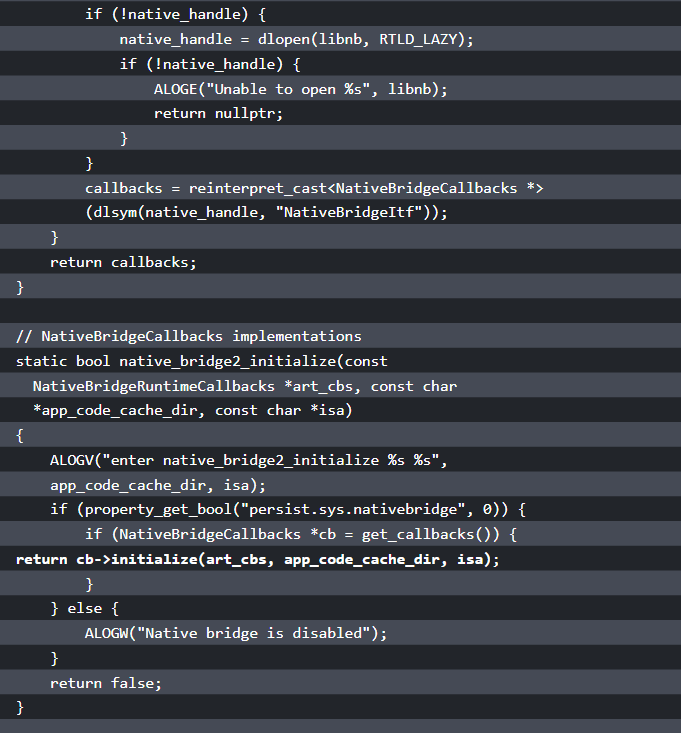 if (!native_handle) {
            native_handle = dlopen(libnb, RTLD_LAZY);
            if (!native_handle) {
                ALOGE("Unable to open %s", libnb);
                return nullptr;
            }
        }
        callbacks = reinterpret_cast<NativeBridgeCallbacks *>
        (dlsym(native_handle, "NativeBridgeItf"));
    }
    return callbacks;
}

// NativeBridgeCallbacks implementations
static bool native_bridge2_initialize(const
  NativeBridgeRuntimeCallbacks *art_cbs, const char
  *app_code_cache_dir, const char *isa)
{
    ALOGV("enter native_bridge2_initialize %s %s",
    app_code_cache_dir, isa);
    if (property_get_bool("persist.sys.nativebridge", 0)) {
        if (NativeBridgeCallbacks *cb = get_callbacks()) {
return cb->initialize(art_cbs, app_code_cache_dir, isa);
        }
    } else {
        ALOGW("Native bridge is disabled");
    }
    return false;
}